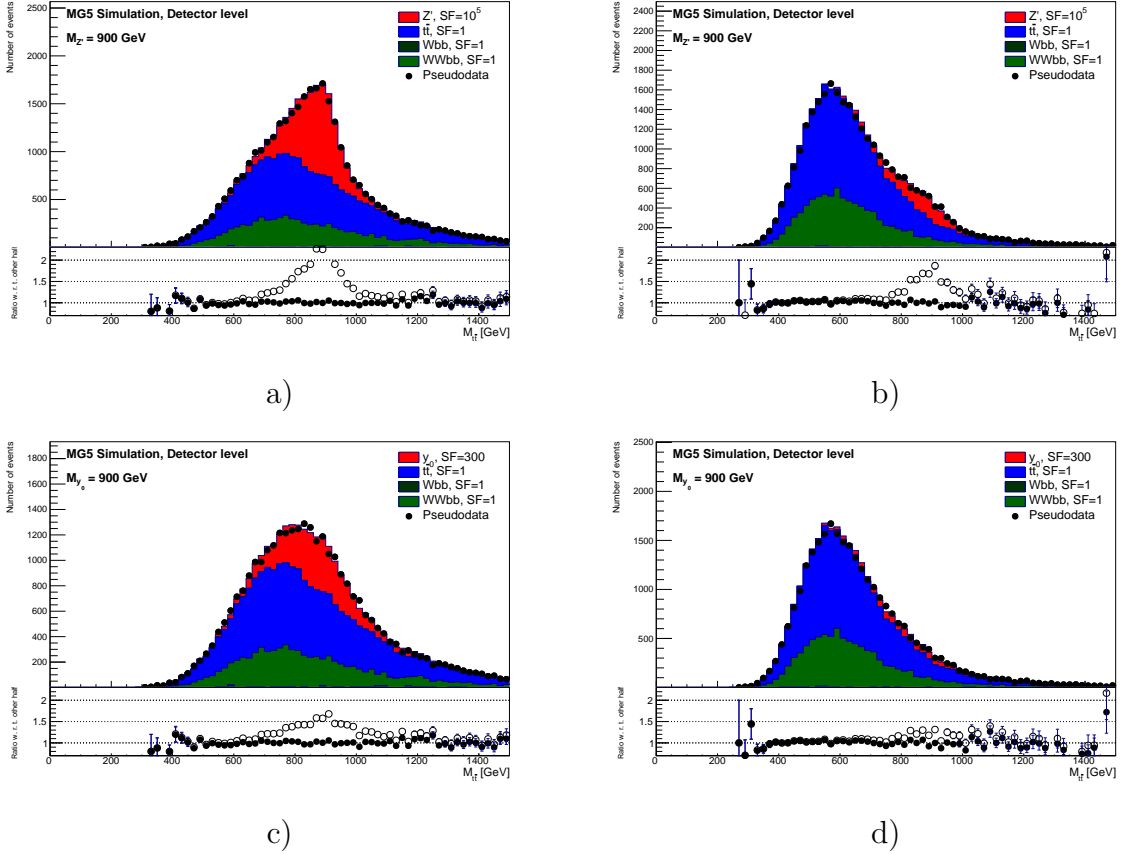 MG5 Simulation, Detector level
M_Z' = 900 GeV
Z', SF=10⁵
tt̄, SF=1
Wbb, SF=1
WWbb, SF=1
Pseudodata
Number of events
2500
2000
1500
1000
500
Ratio w. r. t. other half
2
1.5
1
0 200 400 600 800 1000 1200 1400
M_tt̄ [GeV]
a)
MG5 Simulation, Detector level
M_Z' = 900 GeV
Z', SF=10⁵
tt̄, SF=1
Wbb, SF=1
WWbb, SF=1
Pseudodata
Number of events
2400
2200
2000
1800
1600
1400
1200
1000
800
600
400
200
Ratio w. r. t. other half
2
1.5
1
0 200 400 600 800 1000 1200 1400
M_tt̄ [GeV]
b)
MG5 Simulation, Detector level
M_y₀ = 900 GeV
y₀, SF=300
tt̄, SF=1
Wbb, SF=1
WWbb, SF=1
Pseudodata
Number of events
1800
1600
1400
1200
1000
800
600
400
200
Ratio w. r. t. other half
2
1.5
1
0 200 400 600 800 1000 1200 1400
M_tt̄ [GeV]
c)
MG5 Simulation, Detector level
M_y₀ = 900 GeV
y₀, SF=300
tt̄, SF=1
Wbb, SF=1
WWbb, SF=1
Pseudodata
Number of events
2500
2000
1500
1000
500
Ratio w. r. t. other half
2
1.5
1
0 200 400 600 800 1000 1200 1400
M_tt̄ [GeV]
d)